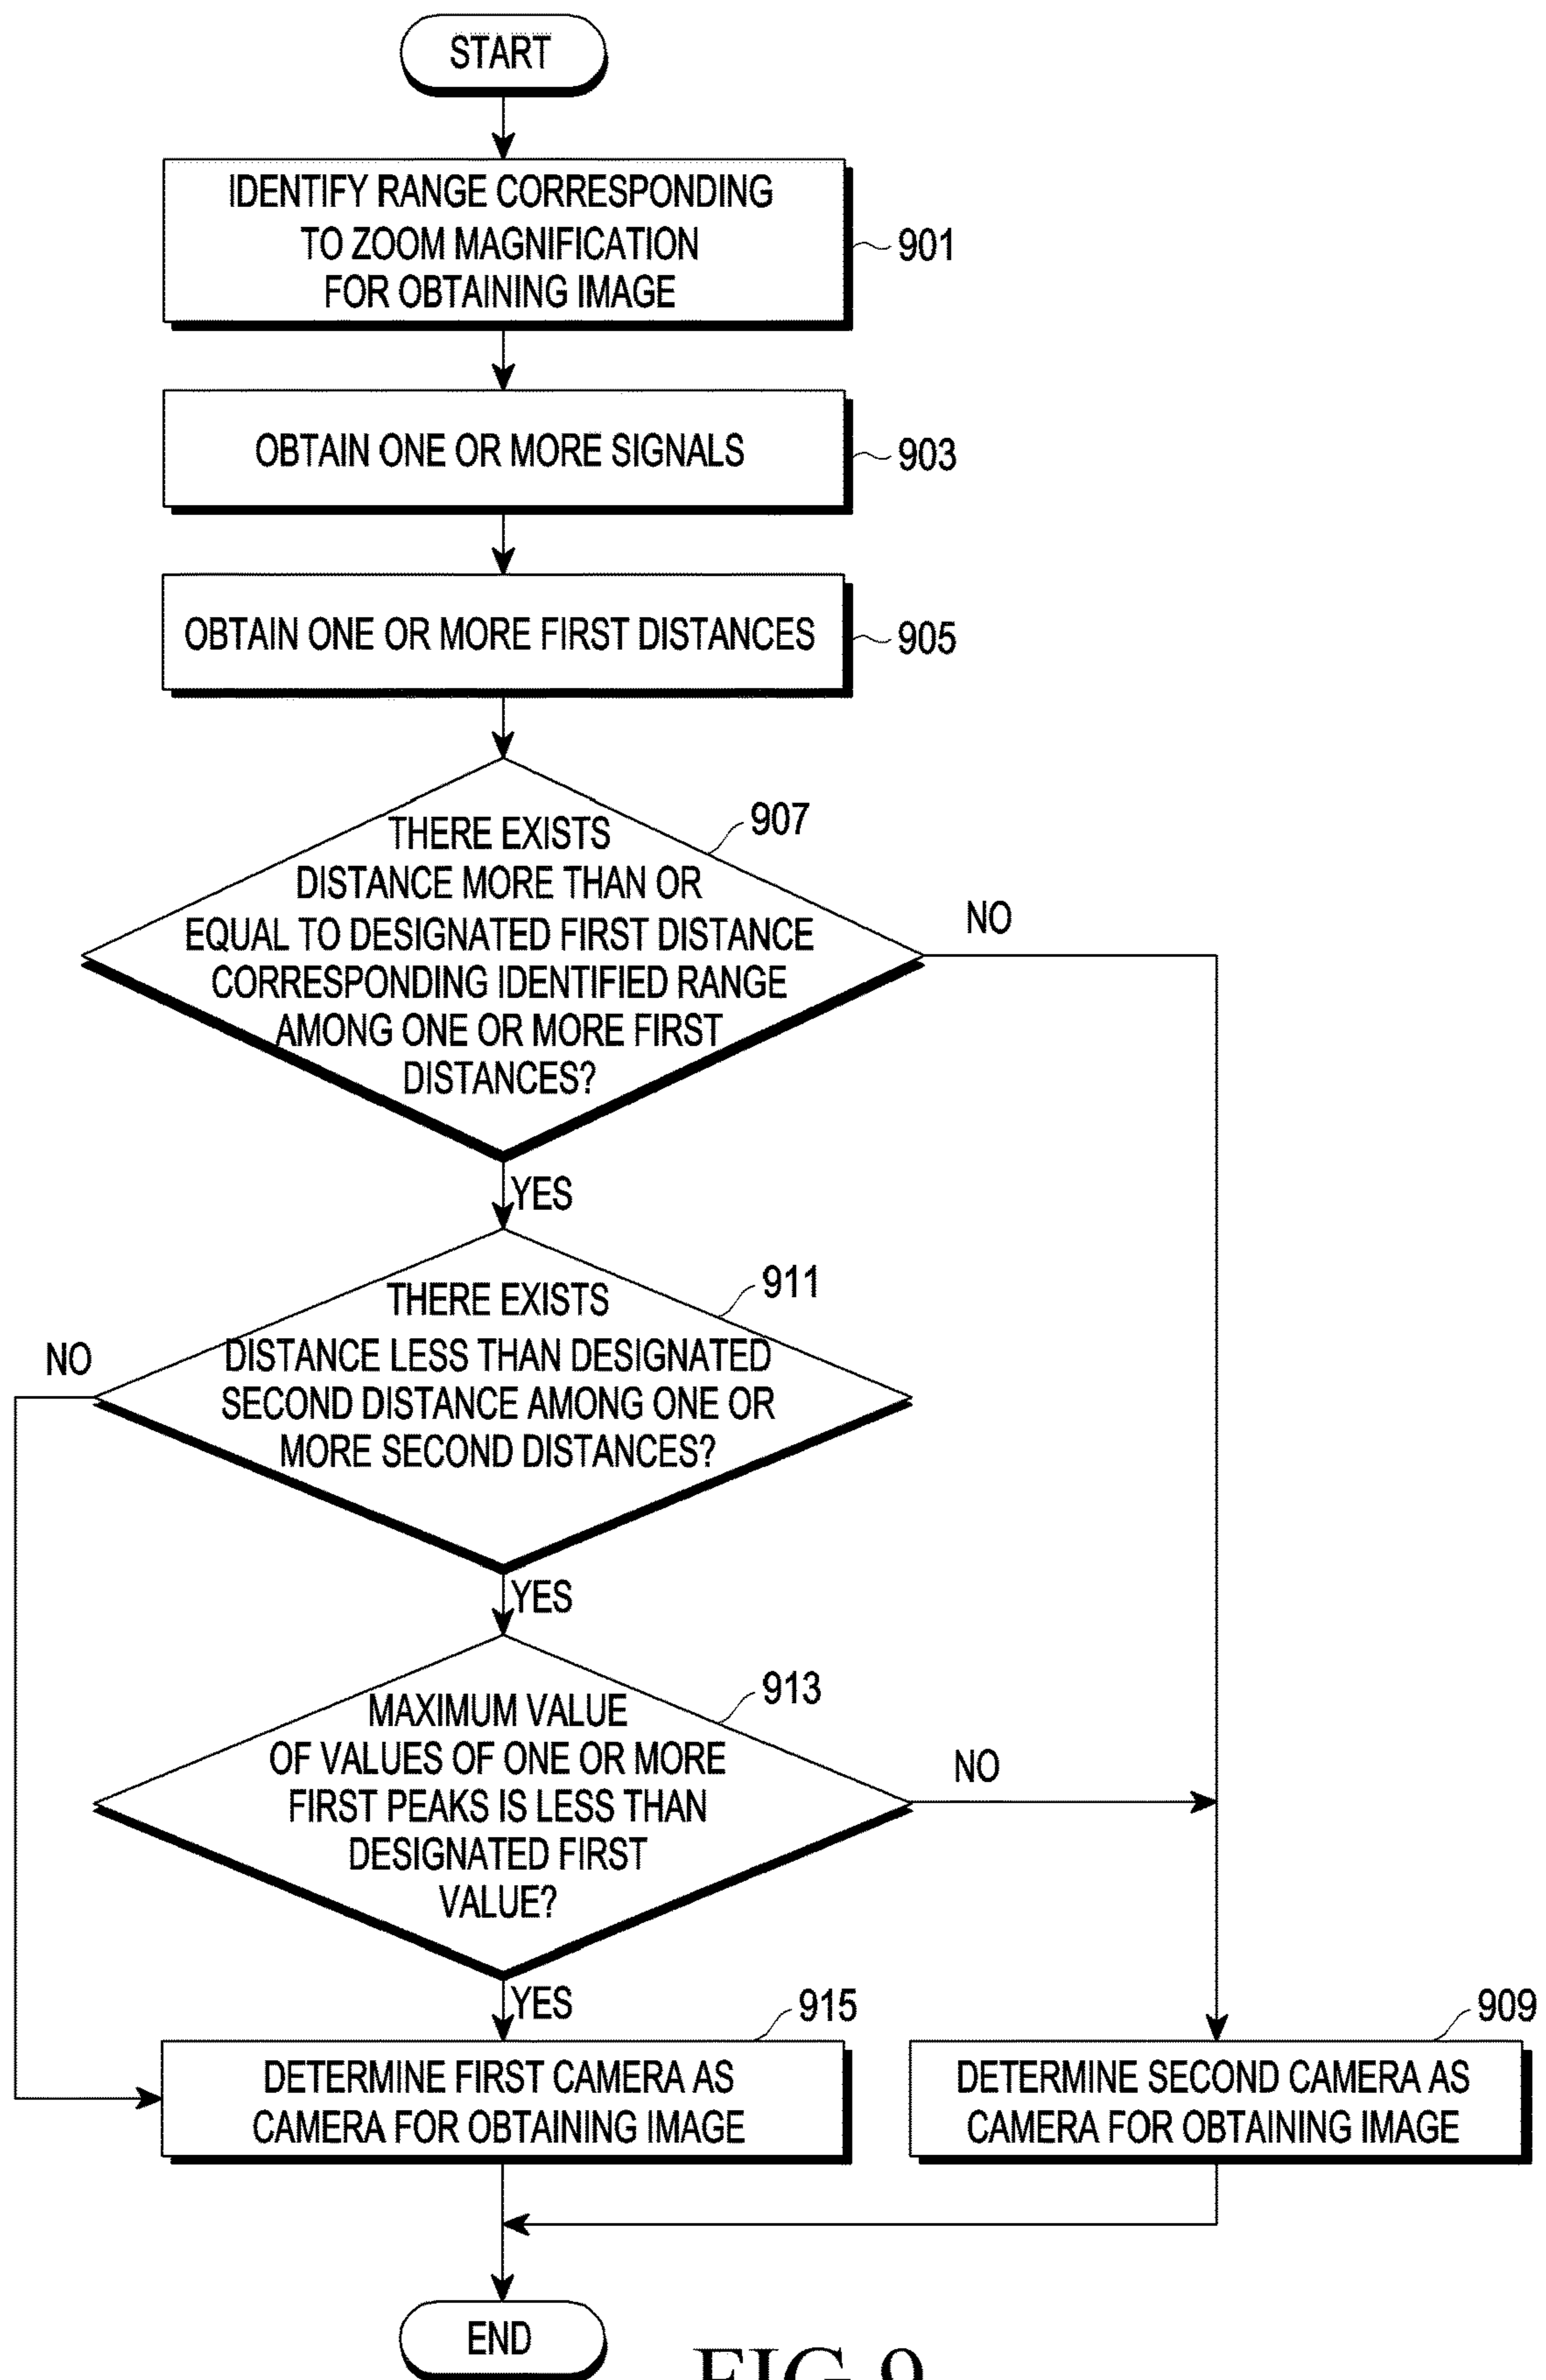 START
IDENTIFY RANGE CORRESPONDING
TO ZOOM MAGNIFICATION
FOR OBTAINING IMAGE
901
OBTAIN ONE OR MORE SIGNALS
903
OBTAIN ONE OR MORE FIRST DISTANCES
905
907
THERE EXISTS
DISTANCE MORE THAN OR
EQUAL TO DESIGNATED FIRST DISTANCE
CORRESPONDING IDENTIFIED RANGE
AMONG ONE OR MORE FIRST
DISTANCES?
NO
YES
911
THERE EXISTS
DISTANCE LESS THAN DESIGNATED
SECOND DISTANCE AMONG ONE OR
MORE SECOND DISTANCES?
NO
YES
913
MAXIMUM VALUE
OF VALUES OF ONE OR MORE
FIRST PEAKS IS LESS THAN
DESIGNATED FIRST
VALUE?
NO
YES
915
DETERMINE FIRST CAMERA AS
CAMERA FOR OBTAINING IMAGE
909
DETERMINE SECOND CAMERA AS
CAMERA FOR OBTAINING IMAGE
END
FIG.9